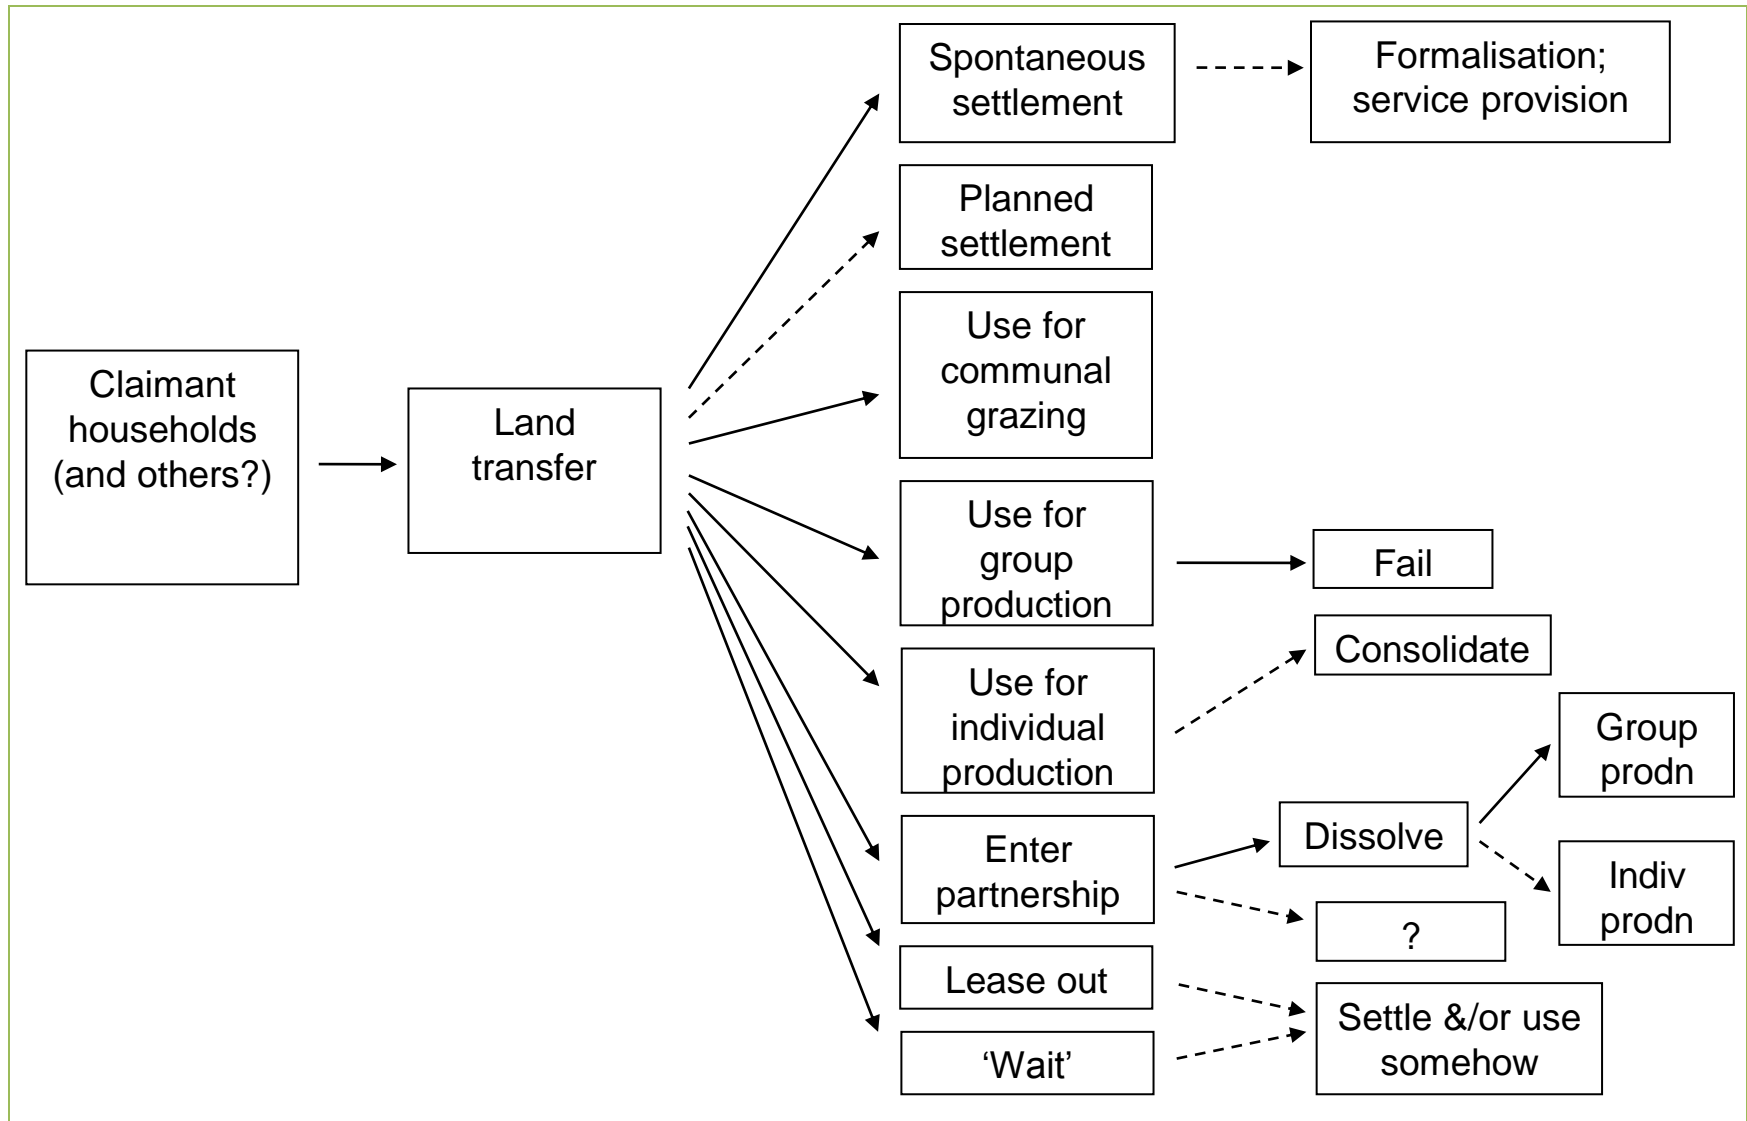 Claimant
households
(and others?)
Land
transfer
Spontaneous
settlement
Formalisation;
service provision
Planned
settlement
Use for
communal
grazing
Use for
group
production
Fail
Use for
individual
production
Consolidate
Enter
partnership
Dissolve
Group
prodn
Indiv
prodn
?
Lease out
‘Wait’
Settle &/or use
somehow